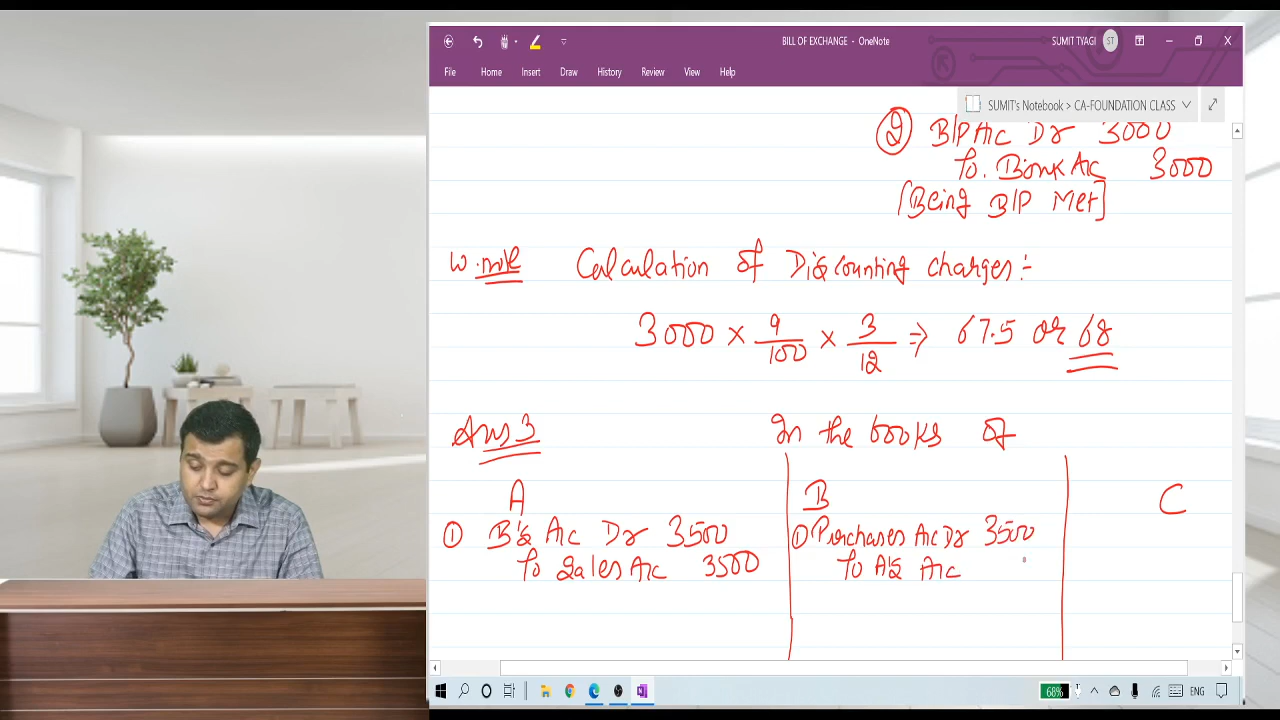 BILL OF EXCHANGE - OneNote
SUMIT TYAGI ST
File Home Insert Draw History Review View Help
SUMIT's Notebook > CA-FOUNDATION CLASS
② B/P A/c Dr 3000
To. Bank A/c 3000
[Being B/P Met]
W.note Calculation of Discounting charges:-
3000 × 9/100 × 3/12 ⇒ 67.5 or 68
Ans 3 In the books of
A B C
① B's A/c Dr 3500
To Sales A/c 3500
① Purchases A/c Dr 3500
To A's A/c
68% ENG